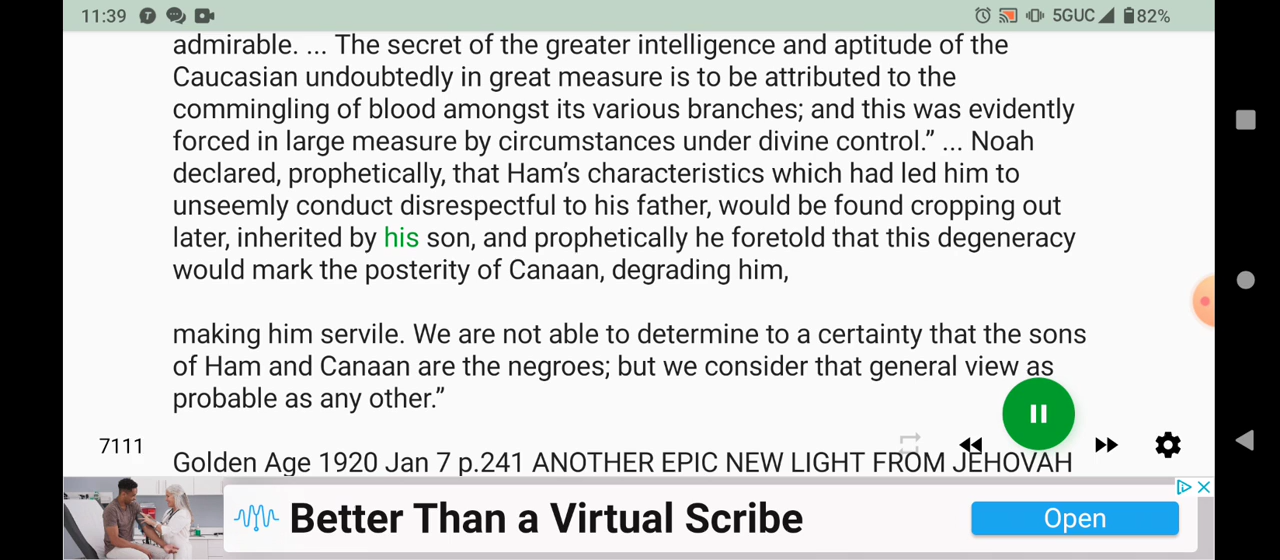 11:39
5GUC 82%
admirable. ... The secret of the greater intelligence and aptitude of the
Caucasian undoubtedly in great measure is to be attributed to the
commingling of blood amongst its various branches; and this was evidently
forced in large measure by circumstances under divine control.” ... Noah
declared, prophetically, that Ham’s characteristics which had led him to
unseemly conduct disrespectful to his father, would be found cropping out
later, inherited by his son, and prophetically he foretold that this degeneracy
would mark the posterity of Canaan, degrading him,
making him servile. We are not able to determine to a certainty that the sons
of Ham and Canaan are the negroes; but we consider that general view as
probable as any other.”
7111
Golden Age 1920 Jan 7 p.241 ANOTHER EPIC NEW LIGHT FROM JEHOVAH
Better Than a Virtual Scribe
Open